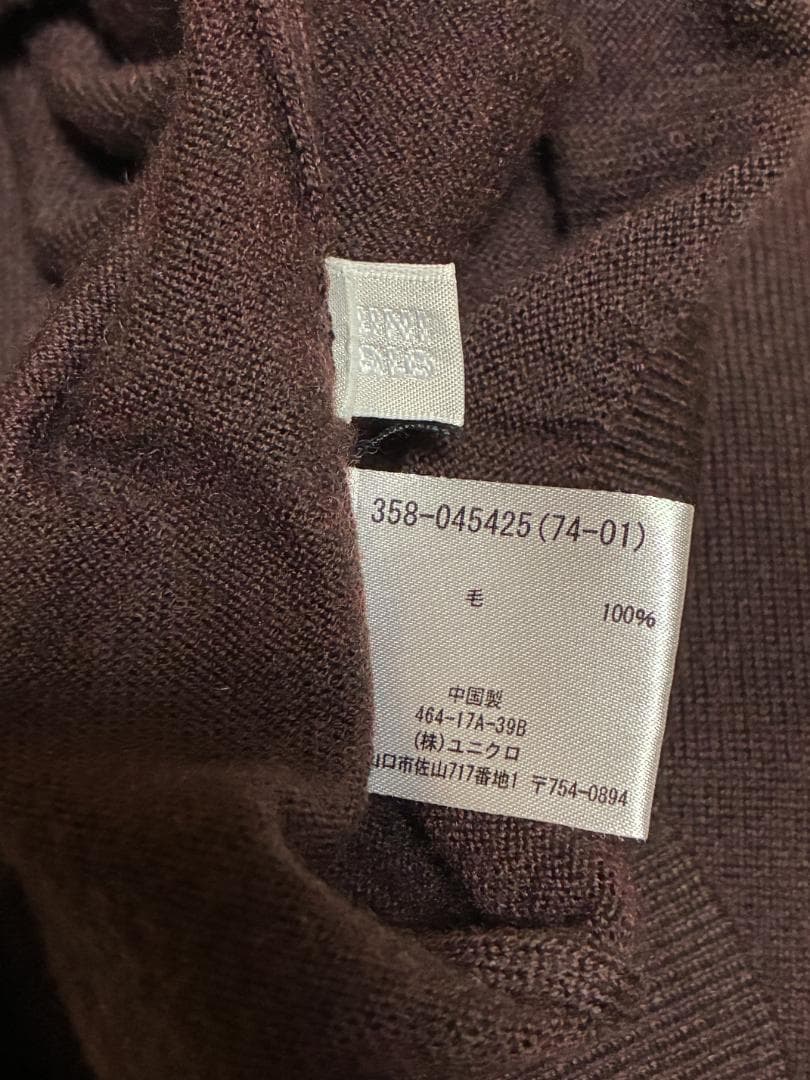 358-045425(74-01)
毛 100%
中国製
464-17A-39B
(株)ユニクロ
山口市佐山717番地1 〒754-0894